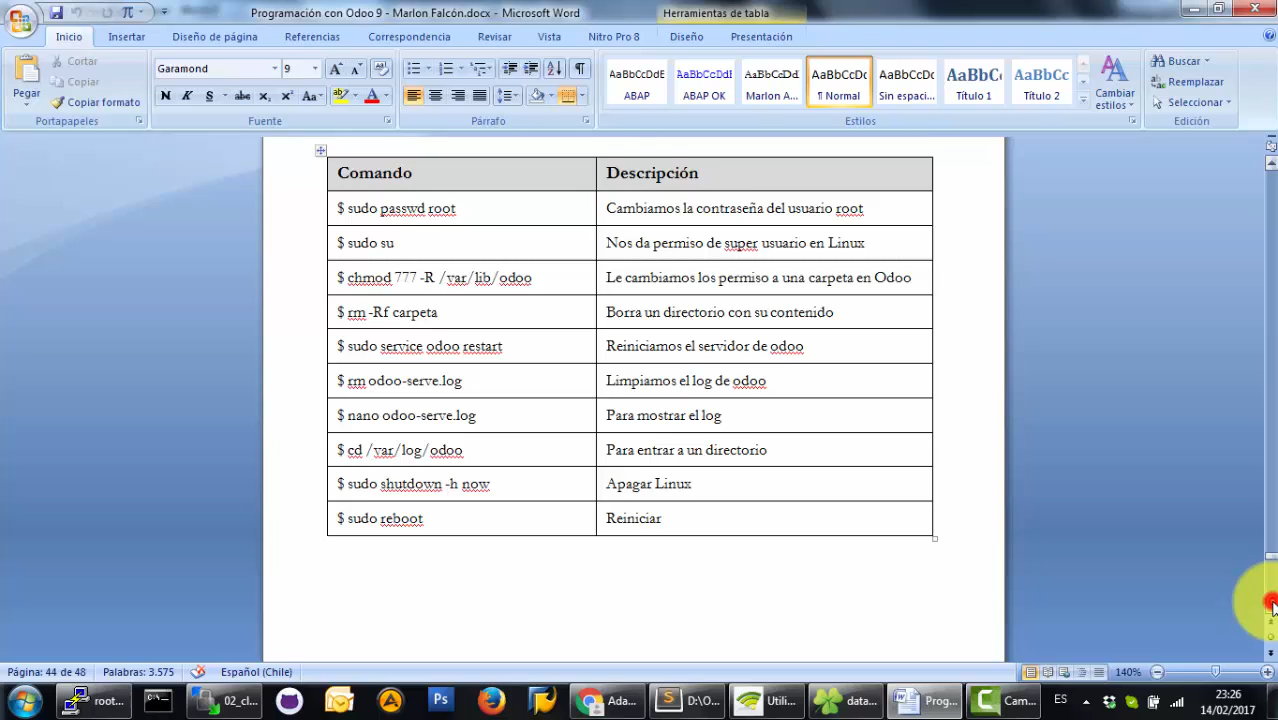 Programación con Odoo 9 - Marlon Falcón.docx - Microsoft Word
Herramientas de tabla
Inicio Insertar Diseño de página Referencias Correspondencia Revisar Vista Nitro Pro 8 Diseño Presentación
Pegar
Cortar
Copiar
Copiar formato
Portapapeles
Garamond 9
N K S abc x₂ x² Aa
Fuente
Párrafo
AaBbCcDdE AaBbCcDdE AaBbCcDd AaBbCcDc AaBbCcDd AaBbCc AaBbCc
ABAP ABAP OK Marlon A... ¶ Normal Sin espaci... Título 1 Título 2
Cambiar estilos
Estilos
Buscar
Reemplazar
Seleccionar
Edición
Comando Descripción
$ sudo passwd root Cambiamos la contraseña del usuario root
$ sudo su Nos da permiso de super usuario en Linux
$ chmod 777 -R /var/lib/odoo Le cambiamos los permiso a una carpeta en Odoo
$ rm -Rf carpeta Borra un directorio con su contenido
$ sudo service odoo restart Reiniciamos el servidor de odoo
$ rm odoo-serve.log Limpiamos el log de odoo
$ nano odoo-serve.log Para mostrar el log
$ cd /var/log/odoo Para entrar a un directorio
$ sudo shutdown -h now Apagar Linux
$ sudo reboot Reiniciar
Página: 44 de 48 Palabras: 3.575 Español (Chile) 140%
root... 02_cl... Ps Ada... D:\O... Utili... data... Prog... Cam... ES 23:26
14/02/2017